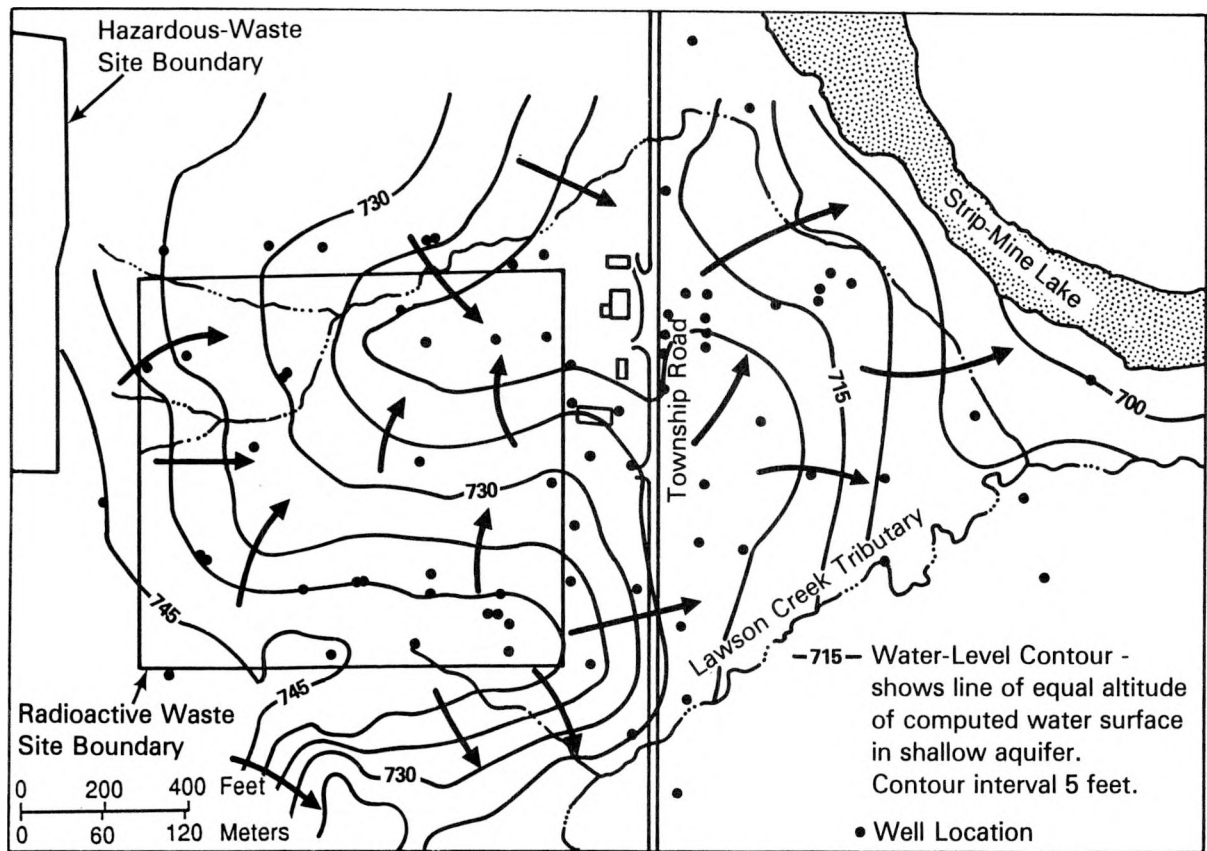 Hazardous-Waste
Site Boundary
730
Strip-Mine Lake
Township Road
715
700
730
745
Lawson Creek Tributary
745
730
Radioactive Waste
Site Boundary
0 200 400 Feet
0 60 120 Meters
–715– Water-Level Contour -
shows line of equal altitude
of computed water surface
in shallow aquifer.
Contour interval 5 feet.
• Well Location